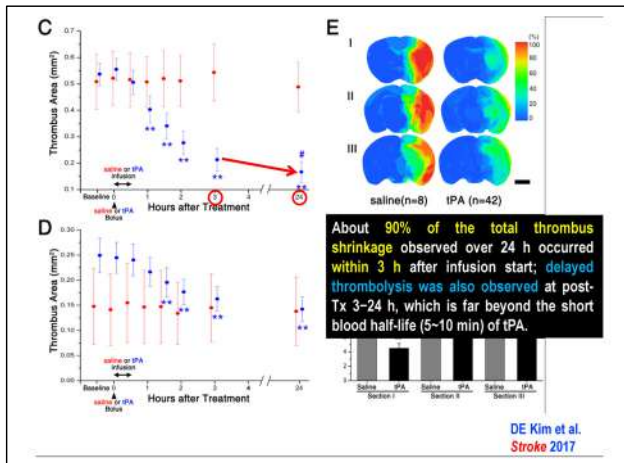 C
Thrombus Area (mm²)
0.7
0.6
0.5
0.4
0.3
0.2
0.1
**
**
**
**
#
**
saline or tPA
infusion
Baseline 0 1 2 3 24
Hours after Treatment
saline or tPA
Bolus
D
Thrombus Area (mm²)
0.30
0.25
0.20
0.15
0.10
0.05
0.00
**
**
**
**
saline or tPA
infusion
Baseline 0 1 2 3 24
Hours after Treatment
saline or tPA
Bolus
E
(%)
100
80
60
40
20
0
I
II
III
saline(n=8) tPA (n=42)
About 90% of the total thrombus
shrinkage observed over 24 h occurred
within 3 h after infusion start; delayed
thrombolysis was also observed at post-
Tx 3–24 h, which is far beyond the short
blood half-life (5~10 min) of tPA.
6
4
2
0
Saline tPA Saline tPA Saline tPA
Section I Section II Section III
DE Kim et al.
Stroke 2017